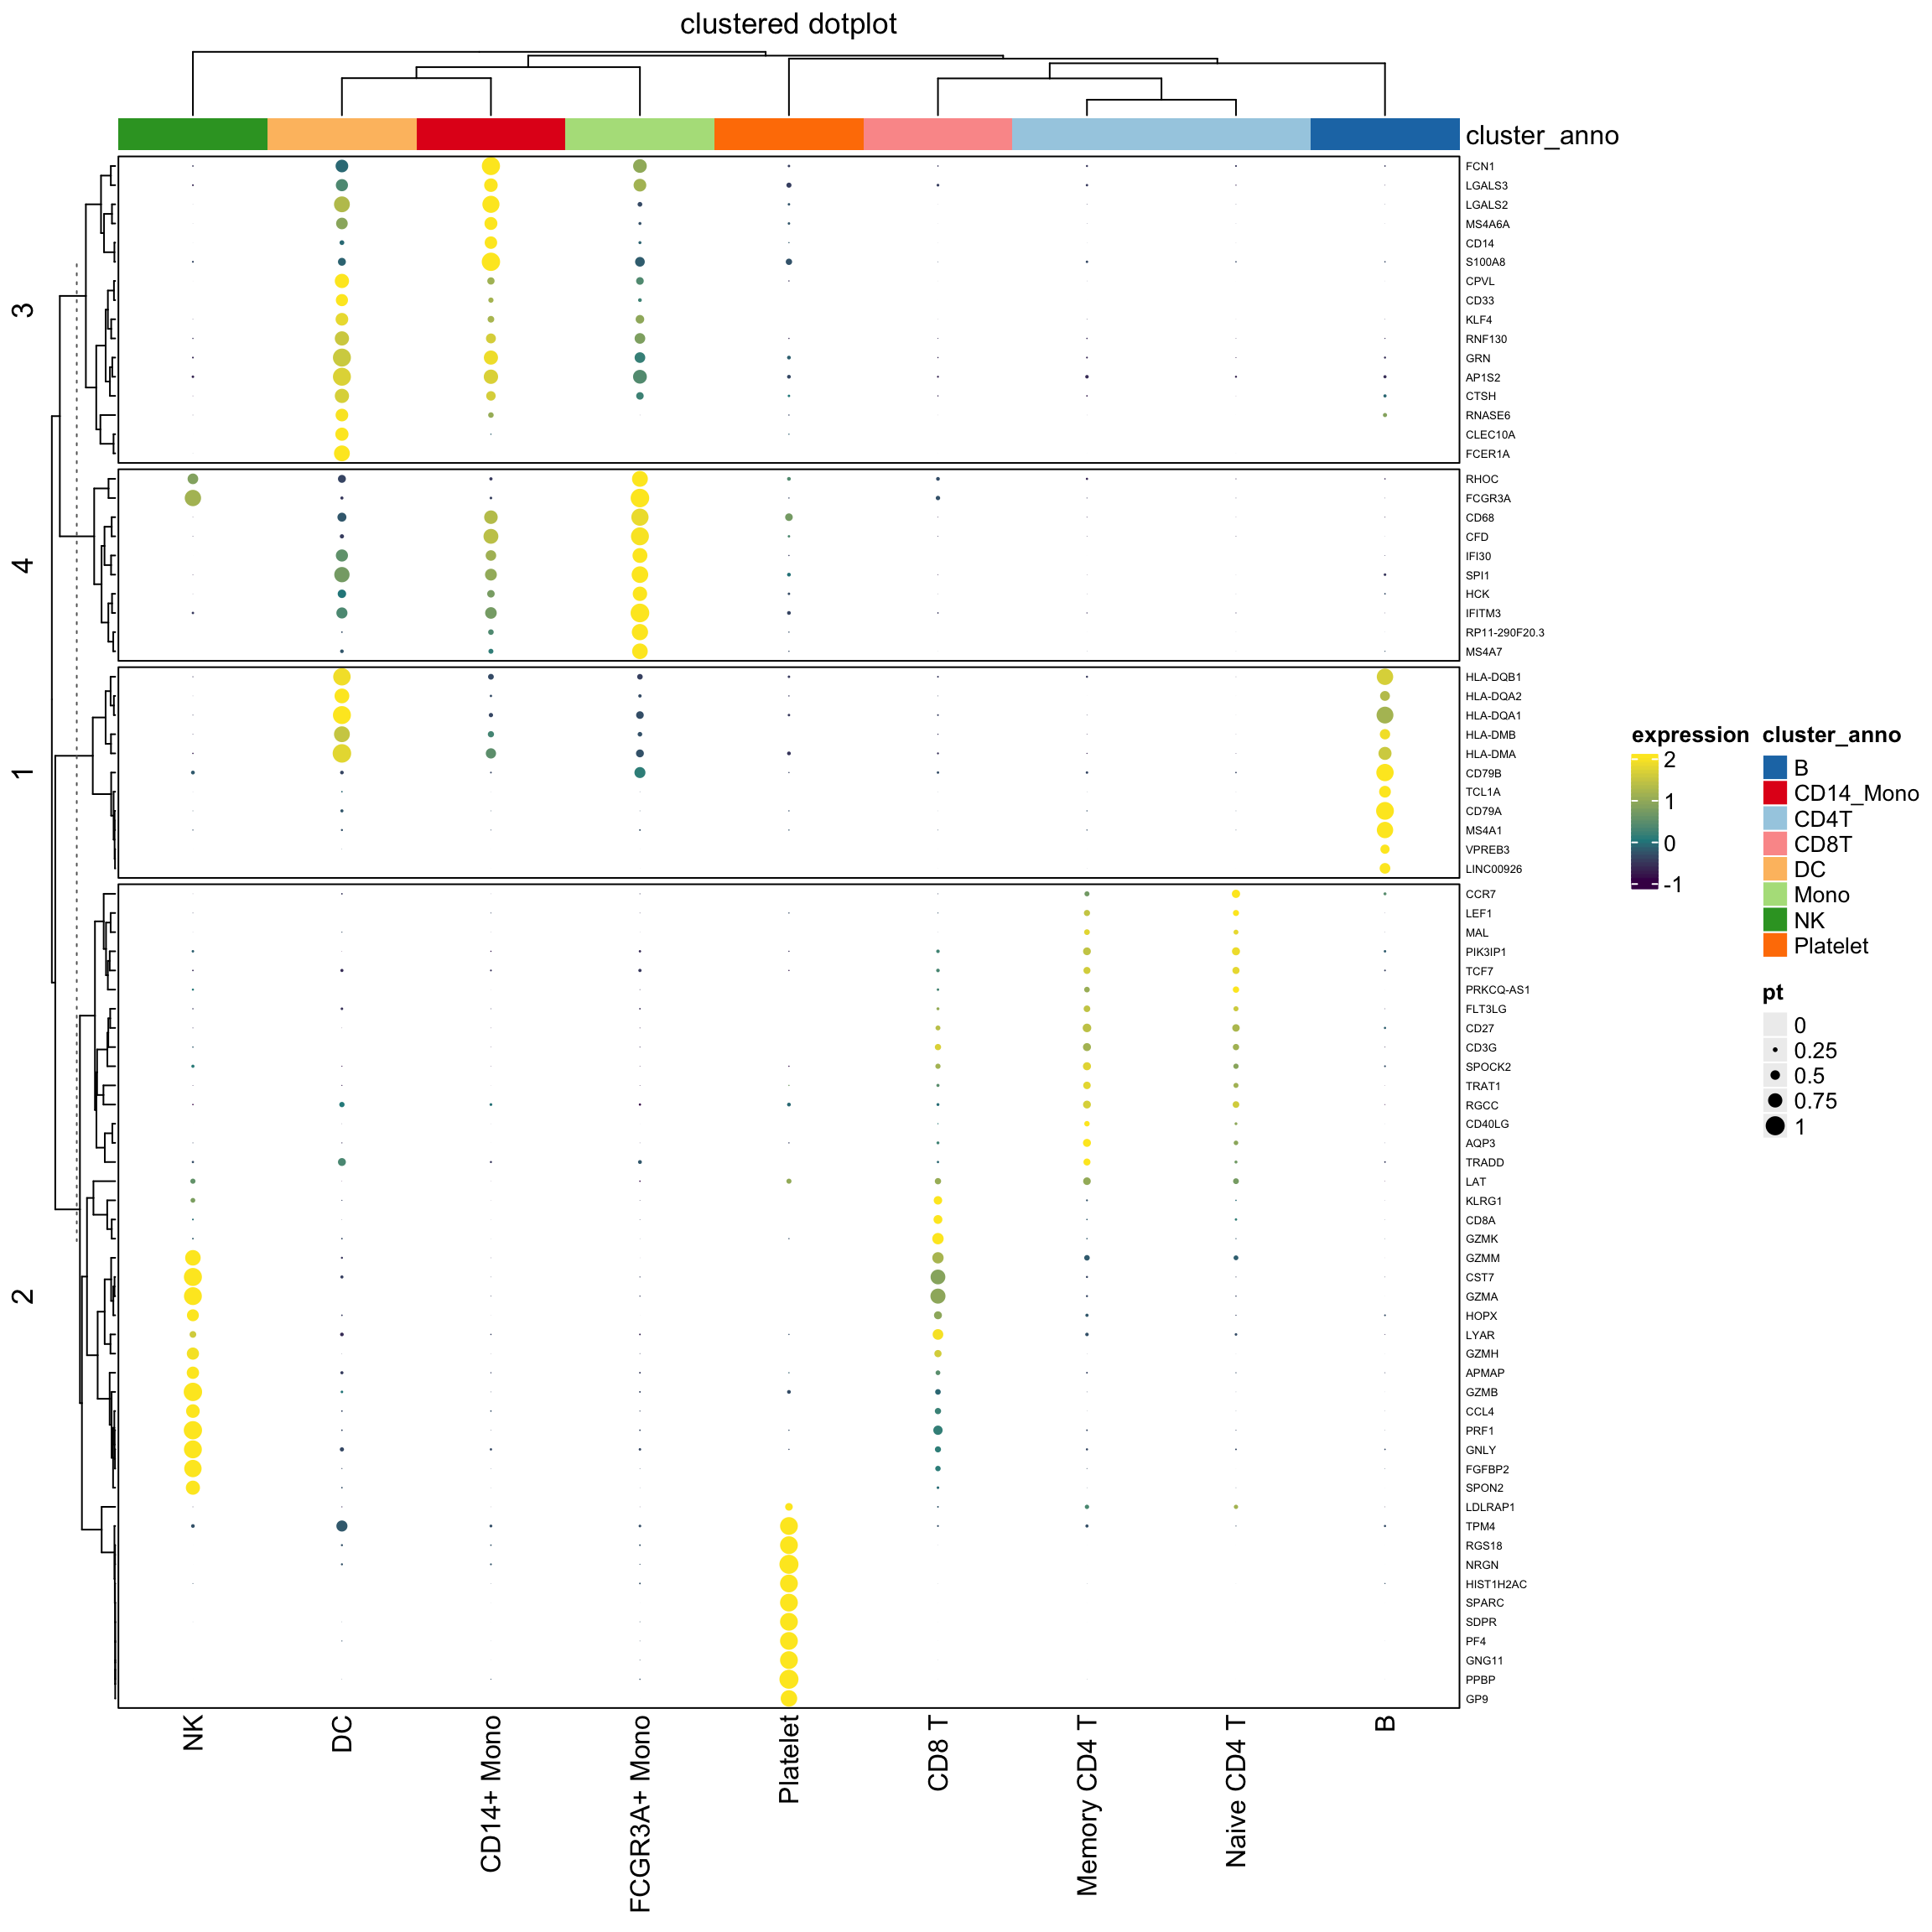 clustered dotplot
cluster_anno
3
FCN1
LGALS3
LGALS2
MS4A6A
CD14
S100A8
CPVL
CD33
KLF4
RNF130
GRN
AP1S2
CTSH
RNASE6
CLEC10A
FCER1A
4
RHOC
FCGR3A
CD68
CFD
IFI30
SPI1
HCK
IFITM3
RP11-290F20.3
MS4A7
1
HLA-DQB1
HLA-DQA2
HLA-DQA1
HLA-DMB
HLA-DMA
CD79B
TCL1A
CD79A
MS4A1
VPREB3
LINC00926
2
CCR7
LEF1
MAL
PIK3IP1
TCF7
PRKCQ-AS1
FLT3LG
CD27
CD3G
SPOCK2
TRAT1
RGCC
CD40LG
AQP3
TRADD
LAT
KLRG1
CD8A
GZMK
GZMM
CST7
GZMA
HOPX
LYAR
GZMH
APMAP
GZMB
CCL4
PRF1
GNLY
FGFBP2
SPON2
LDLRAP1
TPM4
RGS18
NRGN
HIST1H2AC
SPARC
SDPR
PF4
GNG11
PPBP
GP9
NK
DC
CD14+ Mono
FCGR3A+ Mono
Platelet
CD8 T
Memory CD4 T
Naive CD4 T
B
expression
2
1
0
-1
cluster_anno
B
CD14_Mono
CD4T
CD8T
DC
Mono
NK
Platelet
pt
0
0.25
0.5
0.75
1